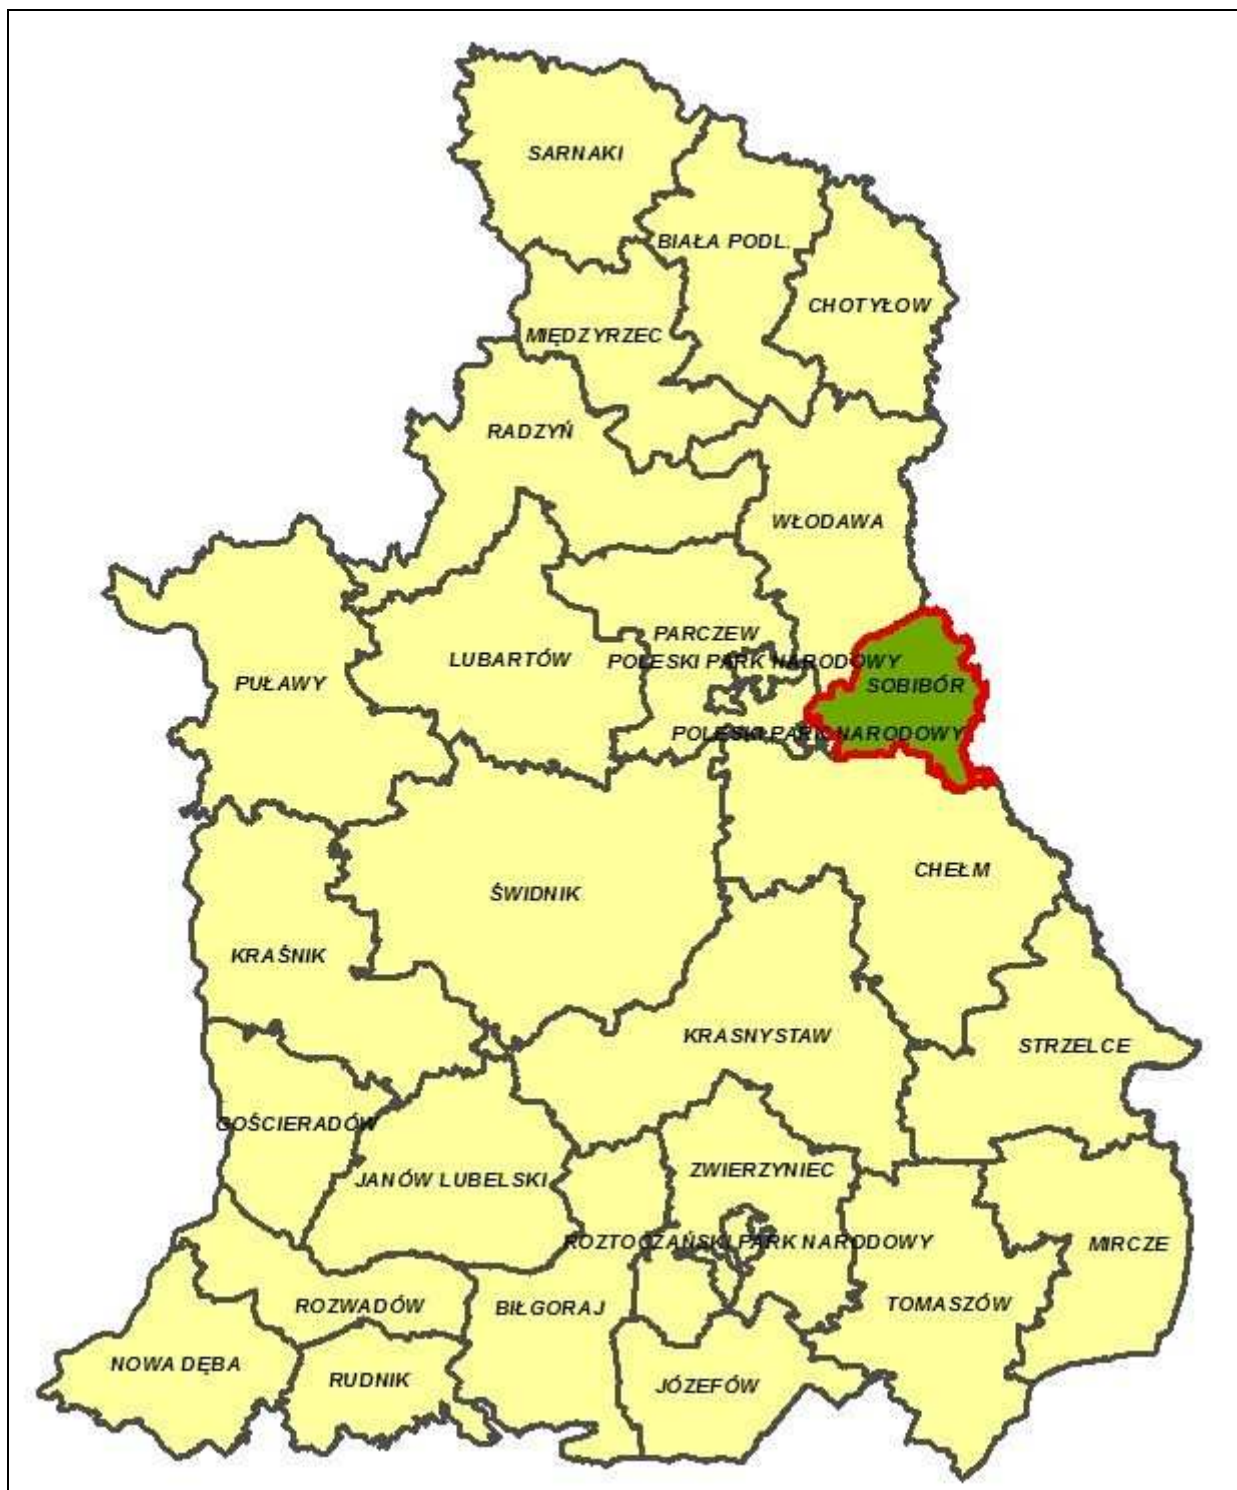 SARNAKI
BIAŁA PODL.
CHOTYŁOW
MIĘDZYRZEC
RADZYŃ
WŁODAWA
PARCZEW
LUBARTÓW
POLESKI PARK NARODOWY
PUŁAWY
SOBIBÓR
POLESKI PARK NARODOWY
CHEŁM
ŚWIDNIK
KRAŚNIK
KRASNYSTAW
STRZELCE
GOŚCIERADÓW
ZWIERZYNIEC
JANÓW LUBELSKI
ROZTOCZAŃSKI PARK NARODOWY
MIRCZE
ROZWADÓW
BIŁGORAJ
TOMASZÓW
NOWA DĘBA
RUDNIK
JÓZEFÓW